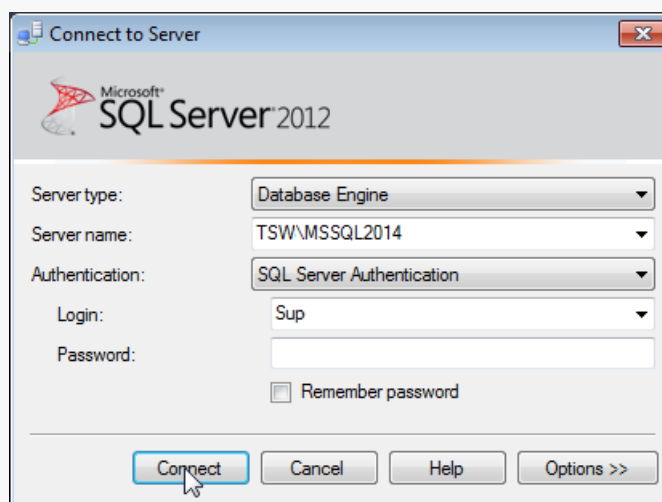 Connect to Server
Microsoft®
SQL Server® 2012
Server type: Database Engine
Server name: TSW\MSSQL2014
Authentication: SQL Server Authentication
Login: Sup
Password:
Remember password
Connect Cancel Help Options >>